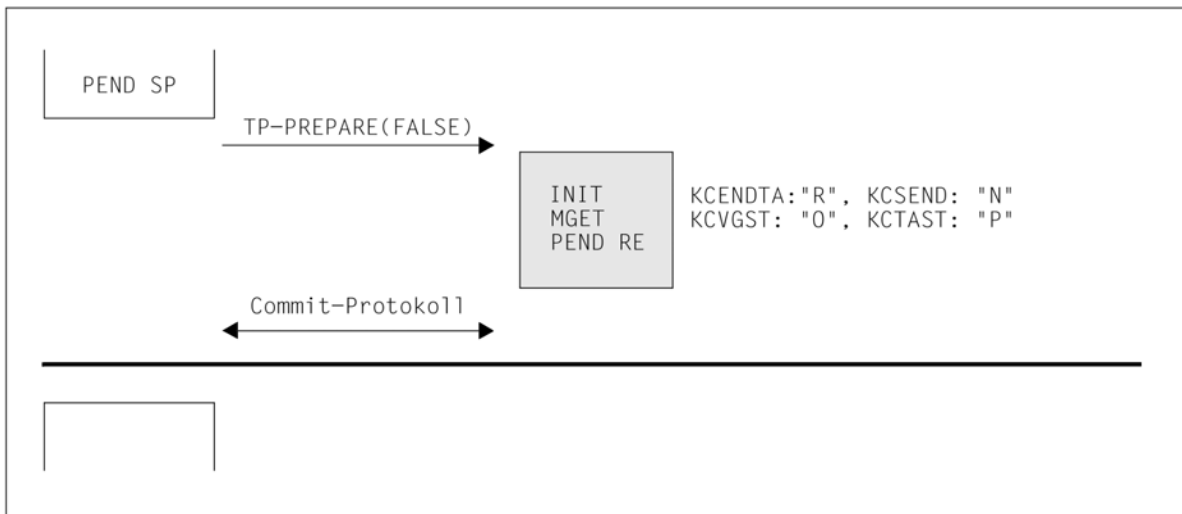 PEND SP
TP-PREPARE(FALSE)
INIT KCENDTA:"R", KCSEND: "N"
MGET KCVGST: "O", KCTAST: "P"
PEND RE
Commit-Protokoll